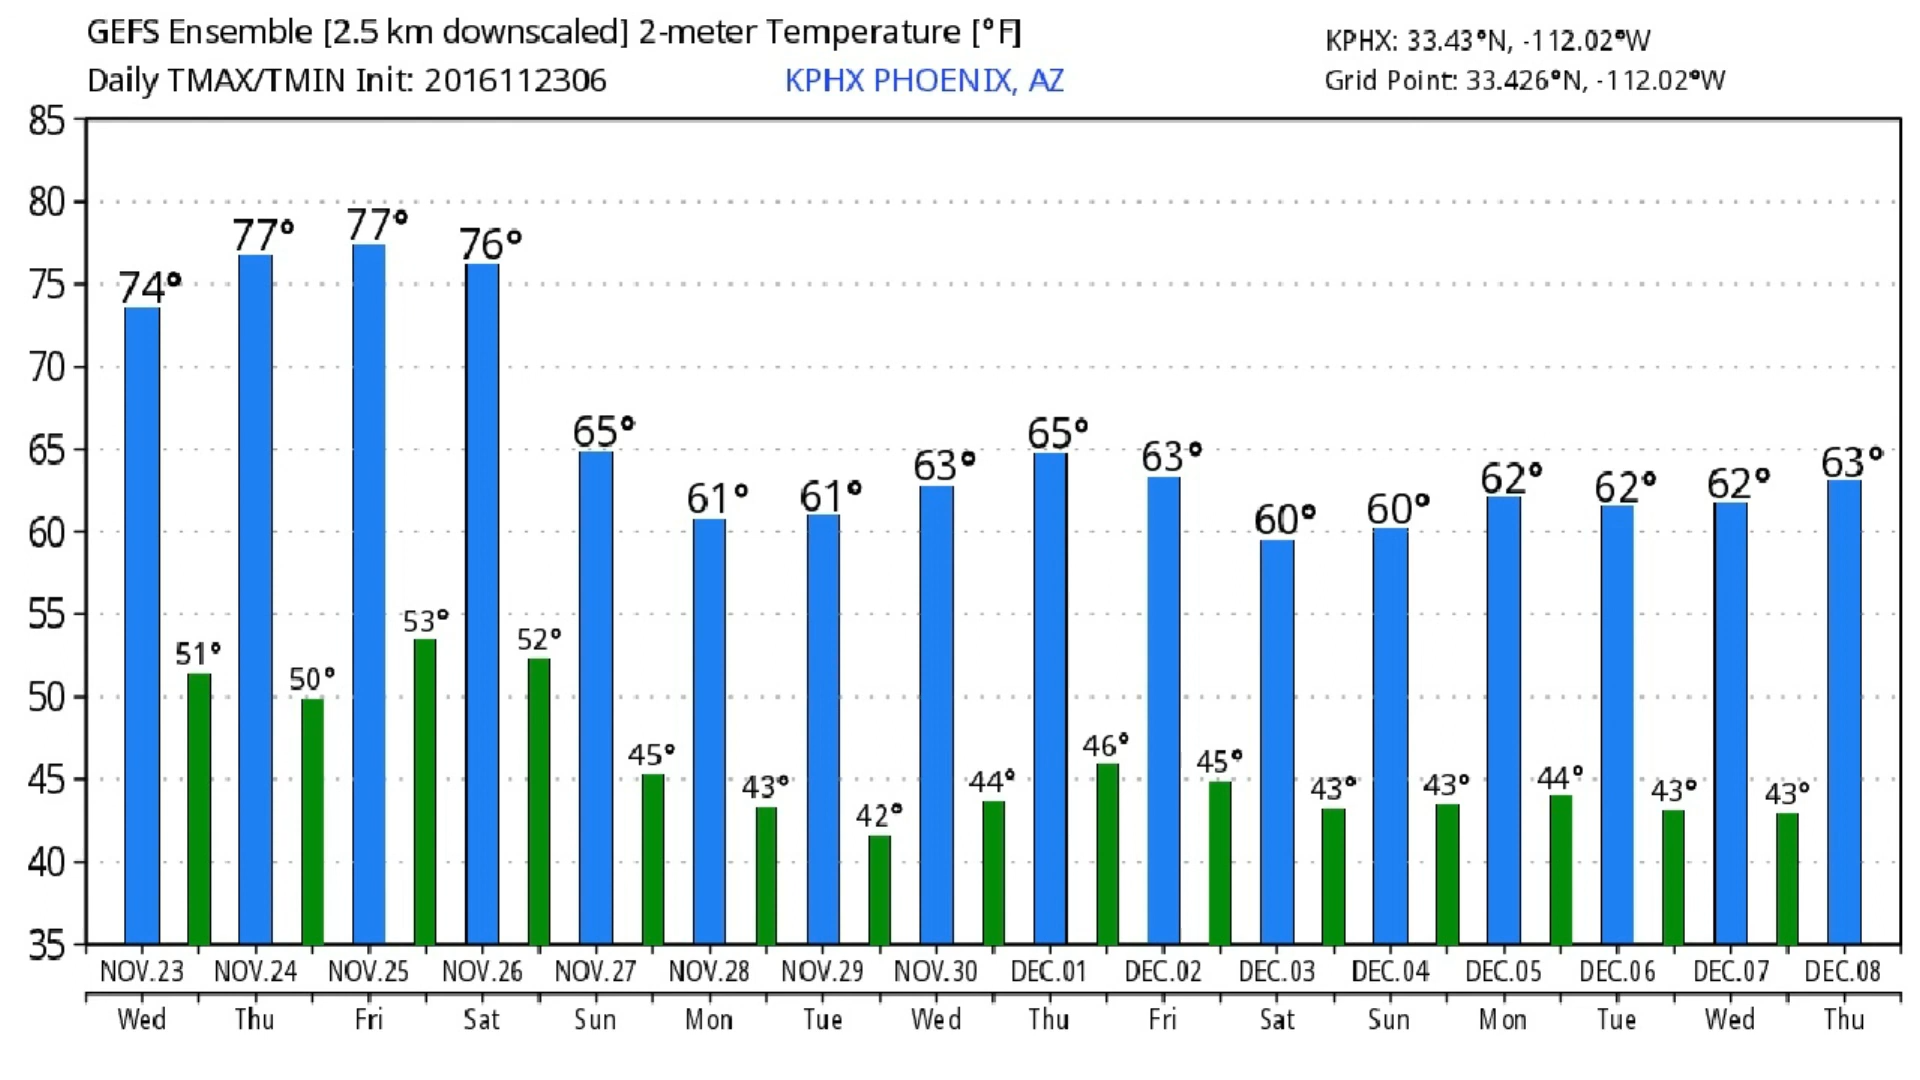 GEFS Ensemble [2.5 km downscaled] 2-meter Temperature [°F]
KPHX: 33.43°N, -112.02°W
Daily TMAX/TMIN Init: 2016112306 KPHX PHOENIX, AZ
Grid Point: 33.426°N, -112.02°W
85
80
75
70
65
60
55
50
45
40
35
74° 77° 77° 76° 65° 61° 61° 63° 65° 63° 60° 60° 62° 62° 62° 63°
51° 50° 53° 52° 45° 43° 42° 44° 46° 45° 43° 43° 44° 43° 43°
NOV.23 NOV.24 NOV.25 NOV.26 NOV.27 NOV.28 NOV.29 NOV.30 DEC.01 DEC.02 DEC.03 DEC.04 DEC.05 DEC.06 DEC.07 DEC.08
Wed Thu Fri Sat Sun Mon Tue Wed Thu Fri Sat Sun Mon Tue Wed Thu